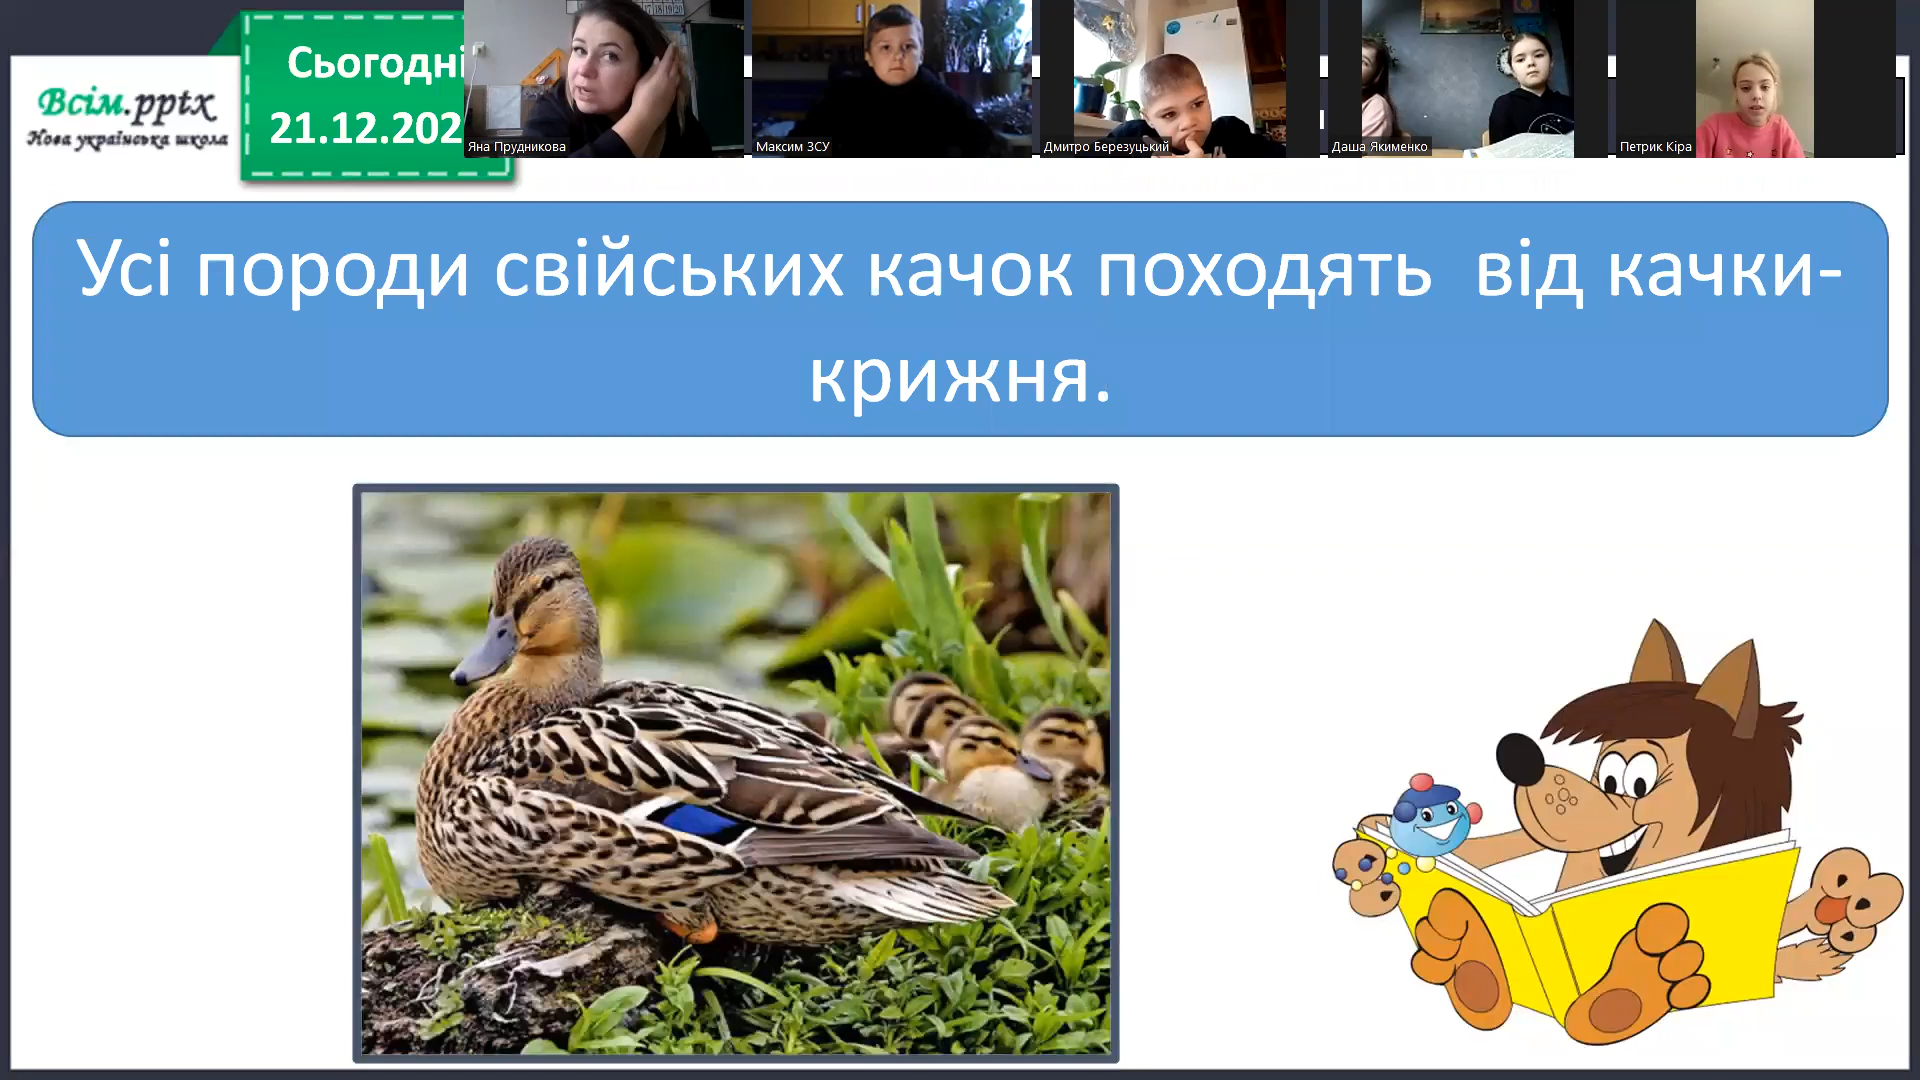 Всім.pptx
Нова українська школа
Сьогодні
21.12.202
Яна Прудникова
Максим ЗСУ
Дмитро Березуцький
Даша Якименко
Петрик Кіра
Усі породи свійських качок походять від качки-
крижня.